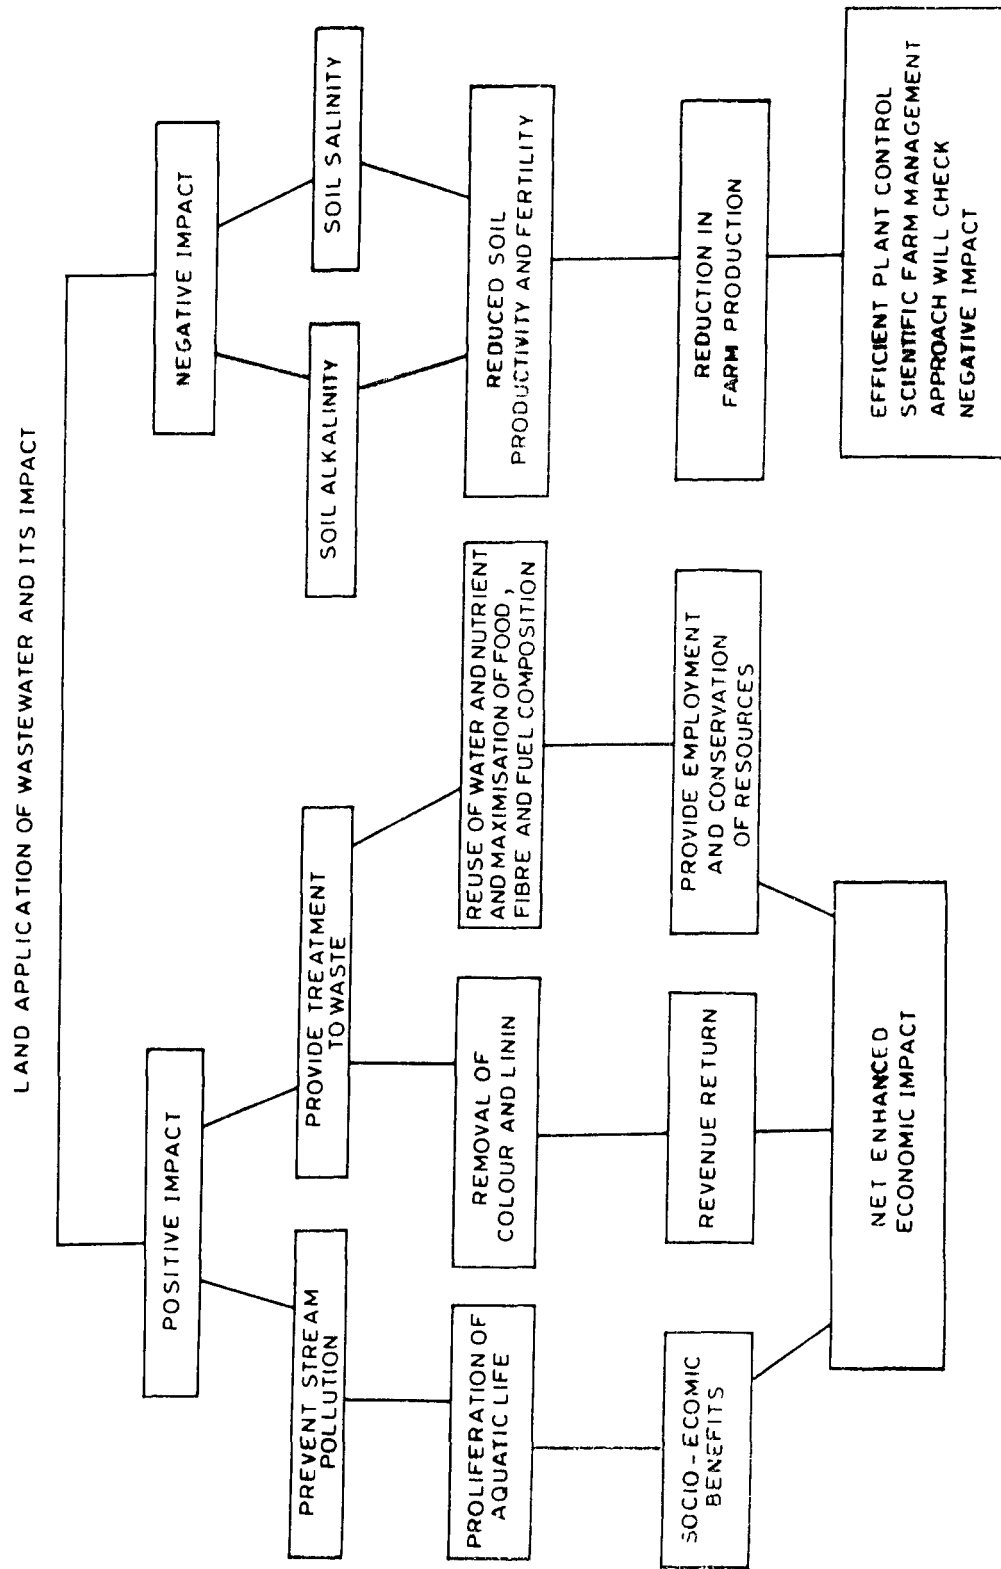 LAND APPLICATION OF WASTEWATER AND ITS IMPACT
POSITIVE IMPACT
NEGATIVE IMPACT
PREVENT STREAM
POLLUTION
PROVIDE TREATMENT
TO WASTE
SOIL ALKALINITY
SOIL SALINITY
PROLIFERATION OF
AQUATIC LIFE
REMOVAL OF
COLOUR AND LININ
REUSE OF WATER AND NUTRIENT
AND MAXIMISATION OF FOOD,
FIBRE AND FUEL COMPOSITION
REDUCED SOIL
PRODUCTIVITY AND FERTILITY
SOCIO-ECOMIC
BENEFITS
REVENUE RETURN
PROVIDE EMPLOYMENT
AND CONSERVATION
OF RESOURCES
REDUCTION IN
FARM PRODUCTION
NET ENHANCED
ECONOMIC IMPACT
EFFICIENT PLANT CONTROL
SCIENTIFIC FARM MANAGEMENT
APPROACH WILL CHECK
NEGATIVE IMPACT